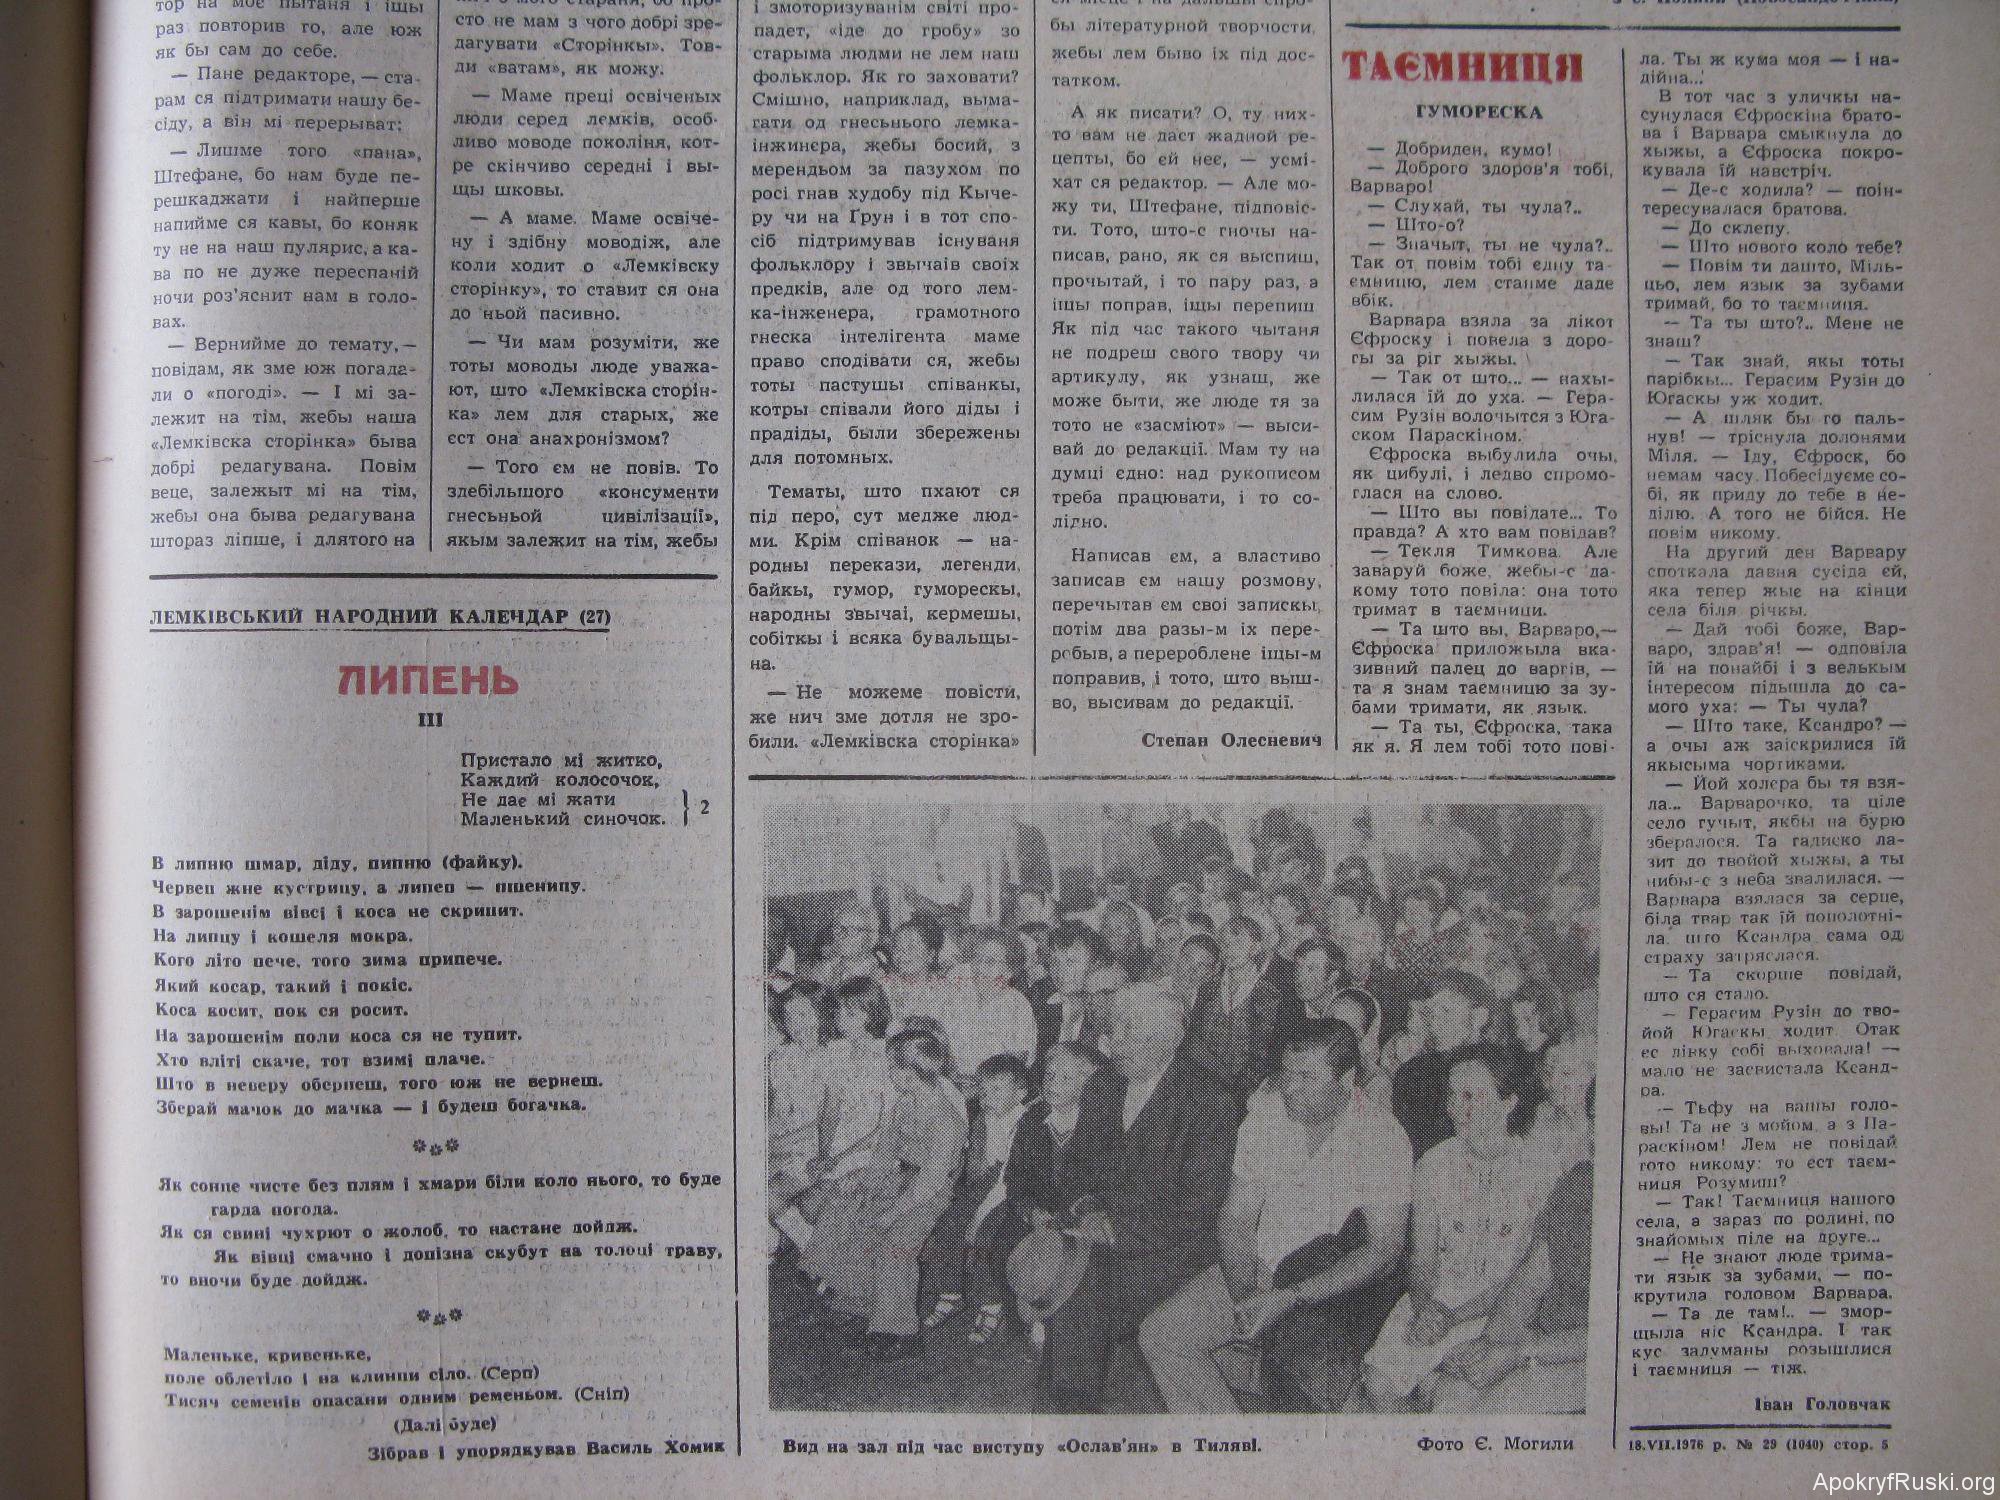 тор на моє пытаня і іщы
раз повторив го, але юж
як бы сам до себе.
— Пане редакторе, — ста-
рам ся підтримати нашу бе-
сіду, а він мі перерыват:
— Лишме того «пана»,
Штефане, бо нам буде пе-
решкаджати і найперше
напийме ся кавы, бо коняк
ту не на наш пулярис, а ка-
ва по не дуже переспаній
ночи роз'яснит нам в голо-
вах.
— Вернийме до темату,—
повідам, як зме юж погада-
ли о «погоді». — І мі за-
лежит на тім, жебы наша
«Лемківска сторінка» быва
добрі редагувана. Повім
веце, залежыт мі на тім,
жебы она быва редагувана
штораз ліпше, і длятого на
сто не мам з чого добрі зре-
дагувати «Сторінкы». Тов-
ди «ватам», як можу.
— Маме преці освіченых
люди серед лемків, особ-
ливо моводе поколіня, кот-
ре скінчиво середні і вы-
щы шковы.
— А маме. Маме освіче-
ну і здібну моводіж, але
коли ходит о «Лемківску
сторінку», то ставит ся она
до ньой пасивно.
— Чи мам розуміти, же
тоты моводы люде уважа-
ют, што «Лемківска сторін-
ка» лем для старых, же
єст она анахронізмом?
— Того єм не повів. То
здебільшого «консументи
гнесьньой цивілізації»,
якым залежит на тім, жебы
і змоторизуванім світі про-
падет, «іде до гробу» зо
старыма людми не лем наш
фольклор. Як го заховати?
Смішно, наприклад, выма-
гати од гнесьнього лемка-
інжинєра, жебы босий, з
мерендьом за пазухом по
росі гнав худобу під Кыче-
ру чи на Ґрун і в тот спо-
сіб підтримував існуваня
фольклору і звычаів своіх
предків, але од того лем-
ка-інженера, грамотного
гнеска інтелігента маме
право сподівати ся, жебы
тоты пастушы співанкы,
котры співали його діды і
прадіды, были збережены
для потомных.
Тематы, што пхают ся
під перо, сут медже люд-
ми. Крім співанок — на-
родны перекази, легенди,
байкы, гумор, гуморескы,
народны звычаі, кермешы,
собіткы і всяка бувальщы-
на.
— Не можеме повісти,
же нич зме дотля не зро-
били. «Лемківска сторінка»
бы літературной творчости,
жебы лем быво іх під дос-
татком.
А як писати? О, ту них-
то вам не даст жадной ре-
цепты, бо єй неє, — усмі-
хат ся редактор. — Але мо-
жу ти, Штефане, підповіс-
ти. Тото, што-с гночы на-
писав, рано, як ся выспиш,
прочытай, і то пару раз, а
іщы поправ, іщы перепиш
Як під час такого чытаня
не подреш свого твору чи
артикулу, як узнаш, же
може быти, же люде тя за
тото не «засміют» — выси-
вай до редакції. Мам ту на
думці єдно: над рукописом
треба працювати, і то со-
лідно.
Написав єм, а властиво
записав єм нашу розмову,
перечытав єм своі запискы,
потім два разы-м іх пере-
робыв, а перероблене іщы-м
поправив, і тото, што выш-
во, высивам до редакції.
Степан Олесневич
ТАЄМНИЦЯ
ГУМОРЕСКА
— Добриден, кумо!
— Доброго здоров'я тобі,
Варваро!
— Слухай, ты чула?..
— Што-о?
— Значыт, ты не чула?..
Так от повім тобі єдну та-
ємницю, лем станме даде
вбік.
Варвара взяла за лікот
Єфроску і повела з доро-
гы за ріг хыжы.
— Так от што... — нахы-
лилася їй до уха. — Гера-
сим Рузін волочытся з Юга-
ском Параскіном.
Єфроска выбулила очы,
як цибулі, і ледво спромо-
глася на слово.
— Што вы повідате... То
правда? А хто вам повідав?
— Текля Тимкова. Але
заваруй боже, жебы-с да-
кому тото повіла: она тото
тримат в таємници.
— Та што вы, Варваро,—
Єфроска приложыла вка-
зивний палец до варгів, —
та я знам таємницю за зу-
бами тримати, як язык.
— Та ты, Єфроска, така
як я. Я лем тобі тото пові-
ла. Ты ж кума моя — і на-
дійна...
В тот час з уличкы на-
сунулася Єфроскіна брато-
ва і Варвара смыкнула до
хыжы, а Єфроска покро-
кувала їй навстріч.
— Де-с ходила? — поін-
тересувалася братова.
— До склепу.
— Што нового коло тебе?
— Повім ти дашто, Міль-
цьо, лем язык за зубами
тримай, бо то таємниця.
— Та ты што?.. Мене не
знаш?
— Так знай, якы тоты
парібкы... Герасим Рузін до
Югаскы уж ходит.
— А шляк бы го паль-
нув! — тріснула долонями
Міля. — Іду, Єфроск, бо
немам часу. Побесідуєме со-
бі, як приду до тебе в не-
ділю. А того не бійся. Не
повім никому.
На другий ден Варвару
споткала давня сусіда єй,
яка тепер жыє на кінци
села біля річкы.
— Дай тобі боже, Вар-
варо, здрав'я! — одповіла
їй на понайбі і з велькым
інтересом підышла до са-
мого уха: — Ты чула?
— Што таке, Ксандро? —
а очы аж заіскрилися їй
якысыма чортиками.
— Йой холєра бы тя взя-
ла... Варварочко, та ціле
село гучыт, якбы на бурю
збералося. Та галиско ла-
зит до твойой хыжы, а ты
нибы-с з неба звалилася. —
Варвара взялася за серце,
біла твар так їй пополотні-
ла, што Ксандра сама од
страху затряслася.
— Та скорше повідай,
што ся стало.
— Герасим Рузін до тво-
йой Югаскы ходит. Отак
єс дівку собі выховала! —
мало не засвистала Ксанд-
ра.
— Тьфу на вашы голо-
вы! Та не з мойом, а з Па-
раскіном! Лем не повідай
тото никому: то єст таєм-
ниця Розумиш?
— Так! Таємниця нашого
села, а зараз по родині, по
знайомых піде на друге...
— Не знают люде трима-
ти язык за зубами, — по-
крутила головом Варвара.
— Та де там!.. — змор-
щыла ніс Ксандра. І так
кус задуманы розышлися
і таємниця — тіж.
Іван Головчак
ЛЕМКІВСЬКИЙ НАРОДНИЙ КАЛЕНДАР (27)
ЛИПЕНЬ
III
Пристало мі житко,
Каждий колосочок,
Не дає мі жати
Маленький синочок.
2
В липню шмар, діду, пипню (файку).
Червец жне кустрицу, а липец — пшеницу.
В зарошенім вівсі і коса не скрипит.
На липцу і кошеля мокра.
Кого літо пече, того зима припече.
Який косар, такий і покіс.
Коса косит, пок ся росит.
На зарошенім поли коса ся не тупит.
Хто вліті скаче, тот взимі плаче.
Што в неверу обернеш, того юж не вернеш.
Зберай мачок до мачка — і будеш богачка.
Як сонце чисте без плям і хмари біли коло нього, то буде
гарда погода.
Як ся свині чухрют о жолоб, то настане дойдж.
Як вівці смачно і допізна скубут на толоці траву,
то вночи буде дойдж.
Маленьке, кривеньке,
поле облетіло і на клинци сіло. (Серп)
Тисяч семенів опасани одним ременьом. (Сніп)
(Далі буде)
Зібрав і упорядкував Василь Хомик
Вид на зал під час виступу «Ослав'ян» в Тиляві.
Фото Є. Могили
18.VII.1976 р. № 29 (1040) стор. 5
ApokryfRuski.org